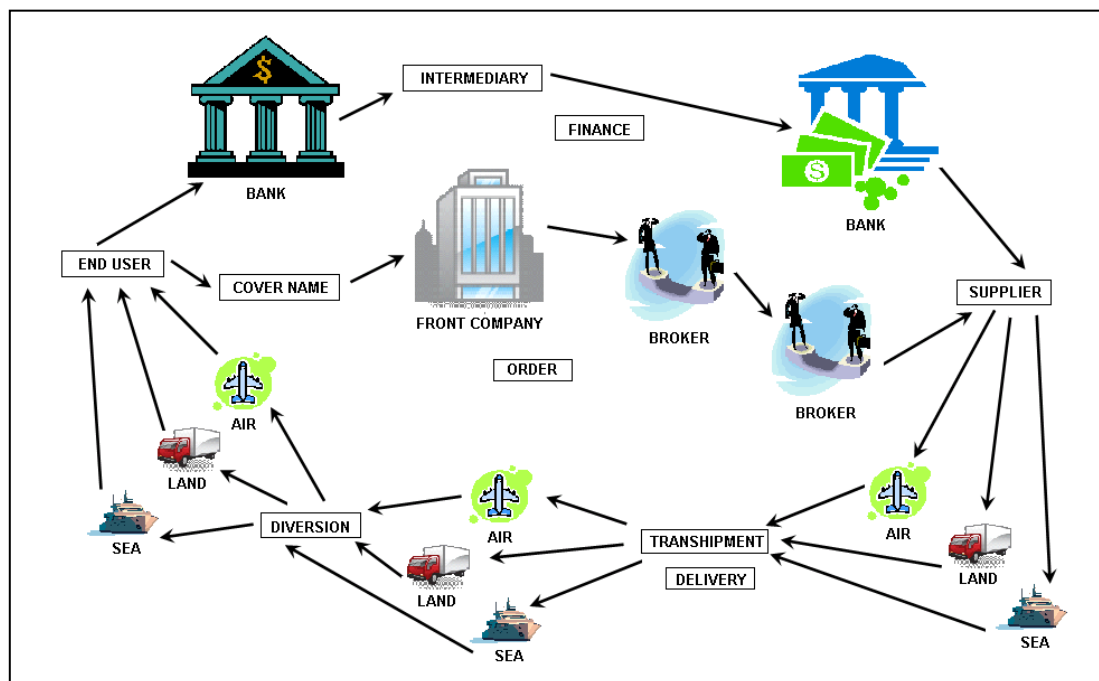 $
INTERMEDIARY
FINANCE
$
BANK
BANK
END USER
COVER NAME
SUPPLIER
FRONT COMPANY
BROKER
ORDER
BROKER
AIR
LAND
SEA
DIVERSION
AIR
LAND
SEA
TRANSHIPMENT
DELIVERY
AIR
LAND
SEA